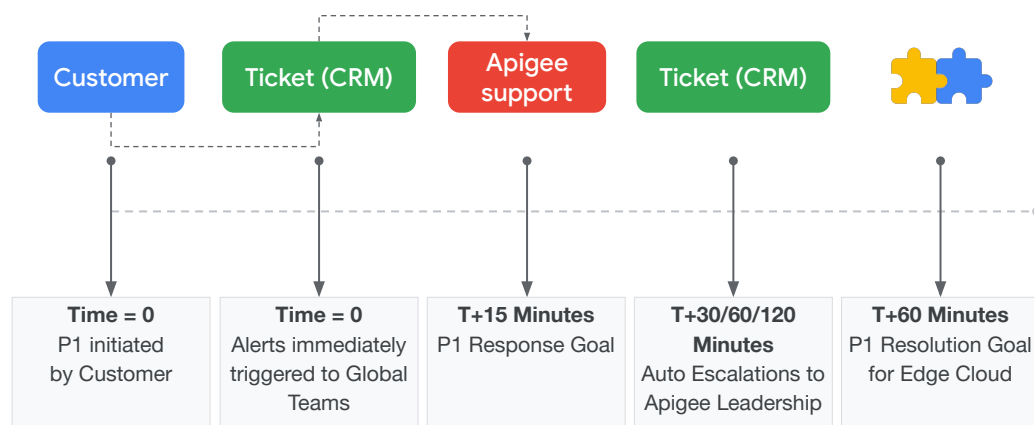 Customer
Ticket (CRM)
Apigee
support
Ticket (CRM)
Time = 0
P1 initiated
by Customer
Time = 0
Alerts immediately
triggered to Global
Teams
T+15 Minutes
P1 Response Goal
T+30/60/120
Minutes
Auto Escalations to
Apigee Leadership
T+60 Minutes
P1 Resolution Goal
for Edge Cloud